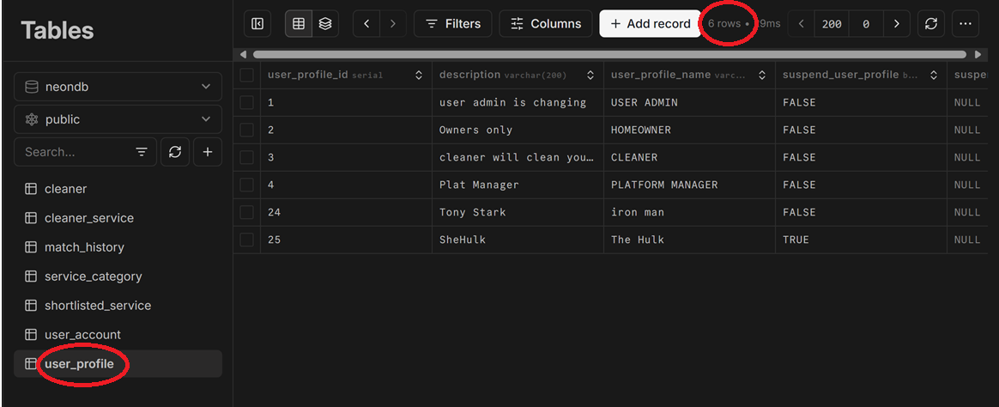 Tables
Filters Columns + Add record 6 rows • 9ms 200 0
neondb
public
Search...
cleaner
cleaner_service
match_history
service_category
shortlisted_service
user_account
user_profile
user_profile_id serial description varchar(200) user_profile_name varc... suspend_user_profile b... suspe
1 user admin is changing USER ADMIN FALSE NULL
2 Owners only HOMEOWNER FALSE NULL
3 cleaner will clean you… CLEANER FALSE NULL
4 Plat Manager PLATFORM MANAGER FALSE NULL
24 Tony Stark iron man FALSE NULL
25 SheHulk The Hulk TRUE NULL